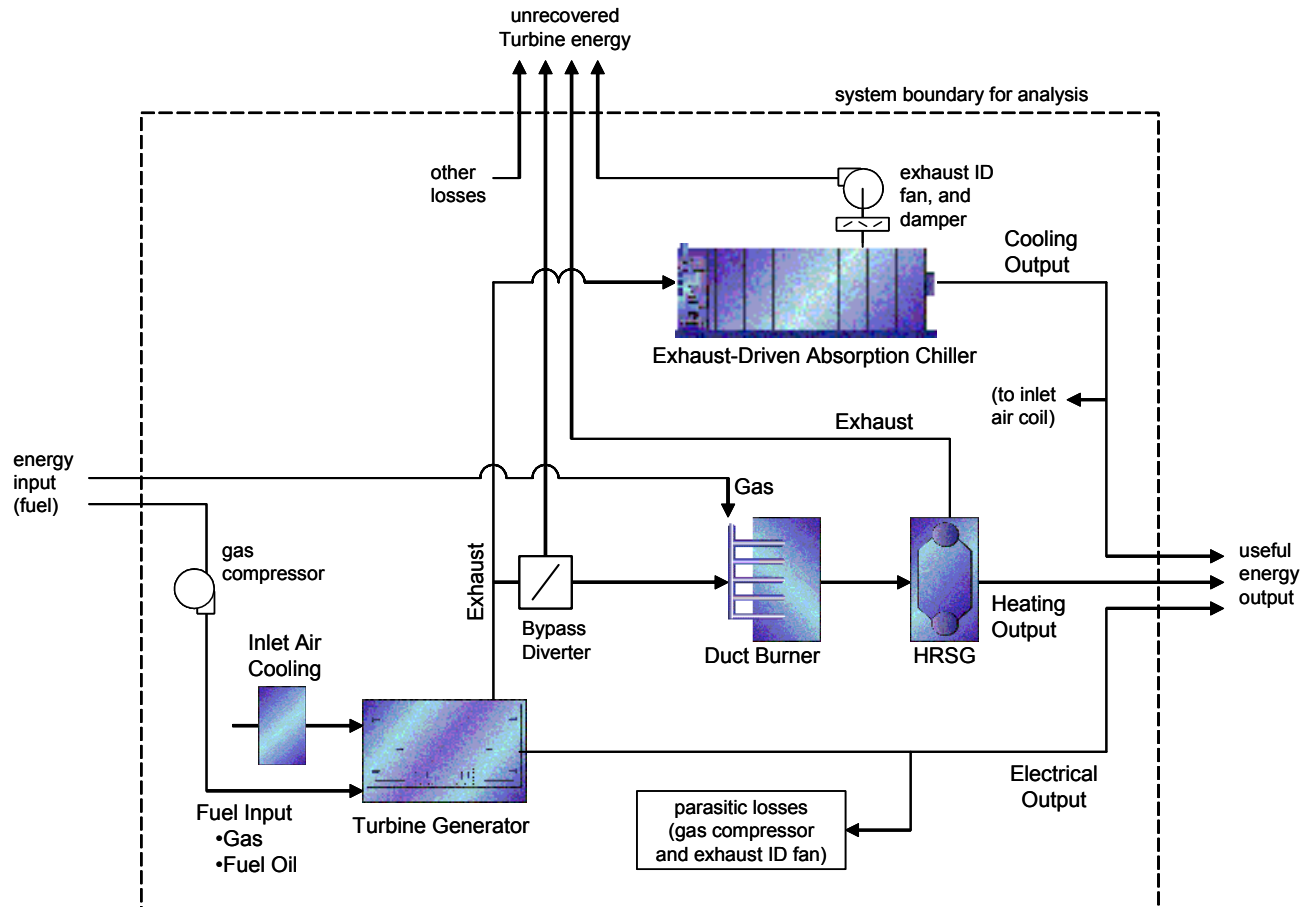 unrecovered
Turbine energy
system boundary for analysis
other
losses
exhaust ID
fan, and
damper
Cooling
Output
Exhaust-Driven Absorption Chiller
(to inlet
air coil)
Exhaust
energy
input
(fuel)
Gas
gas
compressor
Exhaust
Bypass
Diverter
Duct Burner
HRSG
Heating
Output
useful
energy
output
Inlet Air
Cooling
Fuel Input
•Gas
•Fuel Oil
Turbine Generator
parasitic losses
(gas compressor
and exhaust ID fan)
Electrical
Output